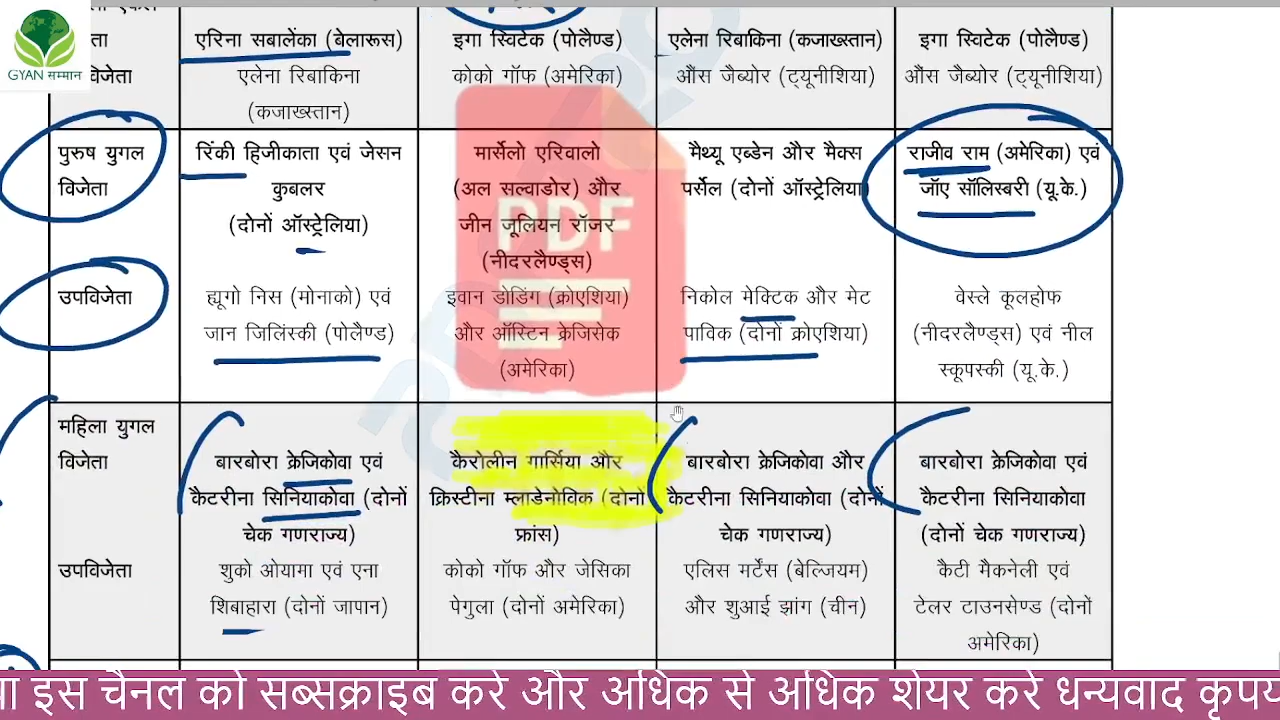 GYAN सम्मान
एरिना सबालेंका (बेलारूस)
इगा स्विटेक (पोलैण्ड)
एलेना रिबाकिना (कजाख्स्तान)
इगा स्विटेक (पोलैण्ड)
एलेना रिबाकिना
(कजाख्स्तान)
कोको गॉफ (अमेरिका)
औंस जैब्योर (ट्यूनीशिया)
औंस जैब्योर (ट्यूनीशिया)
पुरुष युगल
विजेता
रिंकी हिजीकाता एवं जेसन
कुबलर
(दोनों ऑस्ट्रेलिया)
मार्सेलो एरिवालो
(अल सल्वाडोर) और
जीन जूलियन रॉजर
(नीदरलैण्ड्स)
मैथ्यू एब्डेन और मैक्स
पर्सेल (दोनों ऑस्ट्रेलिया)
राजीव राम (अमेरिका) एवं
जॉए सॉलिस्बरी (यू.के.)
PDF
उपविजेता
ह्यूगो निस (मोनाको) एवं
जान जिलिंस्की (पोलैण्ड)
इवान डोडिंग (क्रोएशिया)
और ऑस्टिन क्रेजिसेक
(अमेरिका)
निकोल मेक्टिक और मेट
पाविक (दोनों क्रोएशिया)
वेस्ले कूलहोफ
(नीदरलैण्ड्स) एवं नील
स्कूपस्की (यू.के.)
महिला युगल
विजेता
बारबोरा क्रेजिकोवा एवं
कैटरीना सिनियाकोवा (दोनों
चेक गणराज्य)
कैरोलीन गार्सिया और
क्रिस्टीना म्लाडेनोविक (दोनों
फ्रांस)
बारबोरा क्रेजिकोवा और
कैटरीना सिनियाकोवा (दोनों
चेक गणराज्य)
बारबोरा क्रेजिकोवा एवं
कैटरीना सिनियाकोवा
(दोनों चेक गणराज्य)
उपविजेता
शुको ओयामा एवं एना
शिबाहारा (दोनों जापान)
कोको गॉफ और जेसिका
पेगुला (दोनों अमेरिका)
एलिस मर्टेंस (बेल्जियम)
और शुआई झांग (चीन)
कैटी मैकनेली एवं
टेलर टाउनसेण्ड (दोनों
अमेरिका)
इस चैनल को सब्सक्राइब करे और अधिक से अधिक शेयर करे धन्यवाद